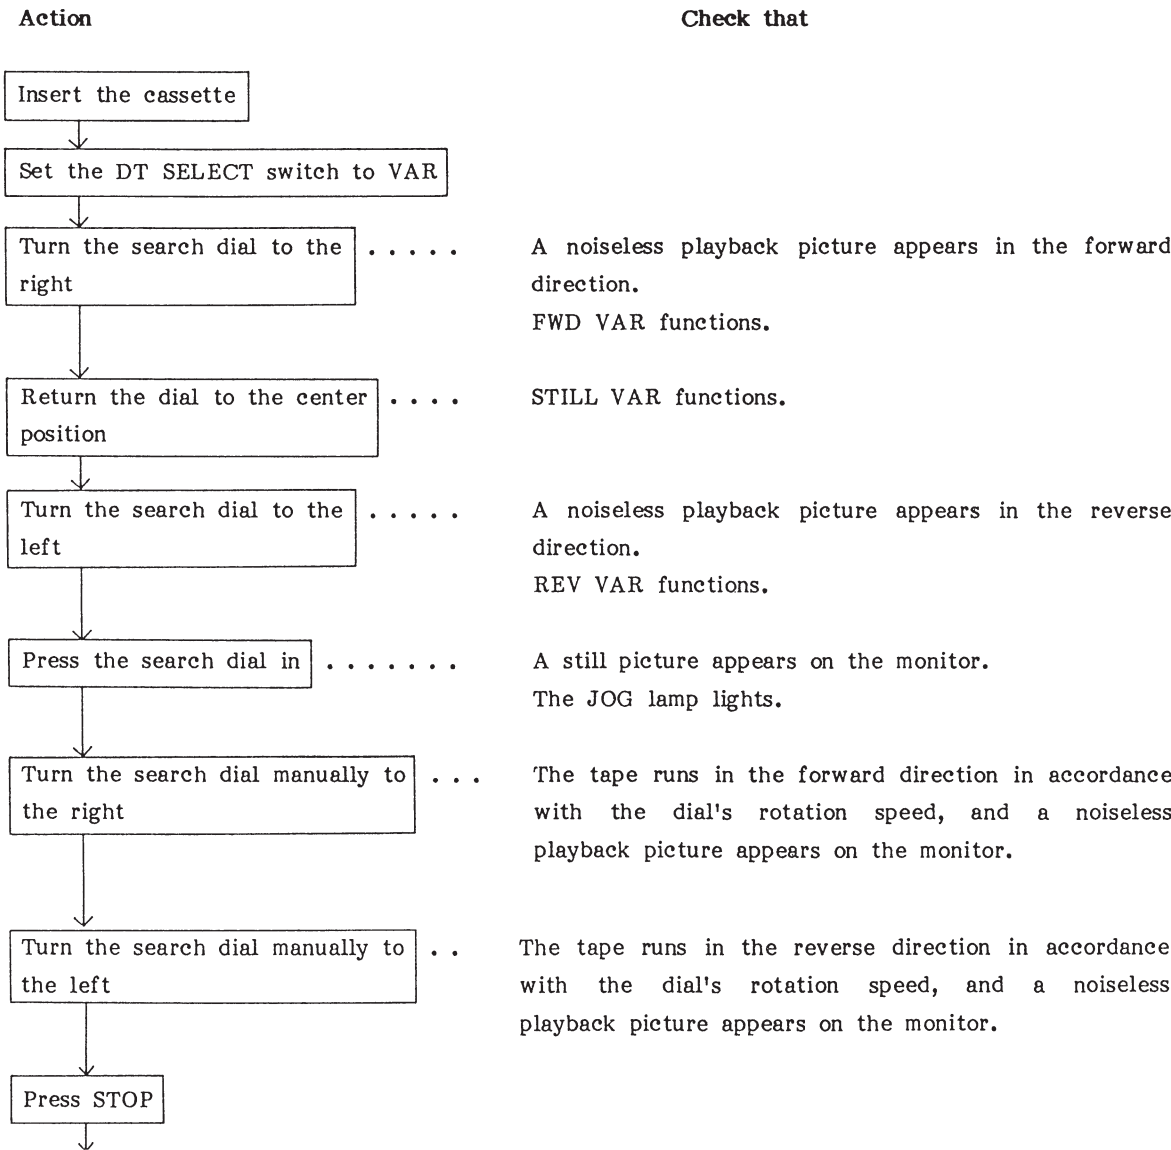 Action Check that
Insert the cassette
Set the DT SELECT switch to VAR
Turn the search dial to the ..... A noiseless playback picture appears in the forward
right direction.
FWD VAR functions.
Return the dial to the center .... STILL VAR functions.
position
Turn the search dial to the ..... A noiseless playback picture appears in the reverse
left direction.
REV VAR functions.
Press the search dial in ....... A still picture appears on the monitor.
The JOG lamp lights.
Turn the search dial manually to ... The tape runs in the forward direction in accordance
the right with the dial's rotation speed, and a noiseless
playback picture appears on the monitor.
Turn the search dial manually to .. The tape runs in the reverse direction in accordance
the left with the dial's rotation speed, and a noiseless
playback picture appears on the monitor.
Press STOP